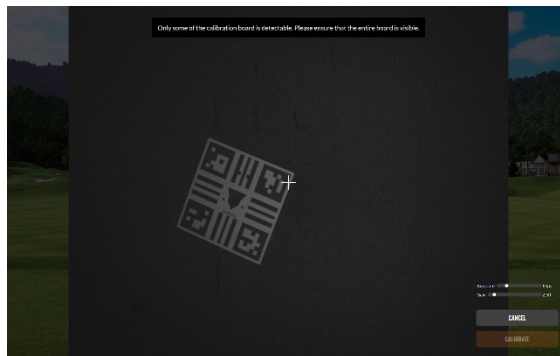 Only some of the calibration board is detectable. Please ensure that the entire board is visible.
CANCEL
CALIBRATE